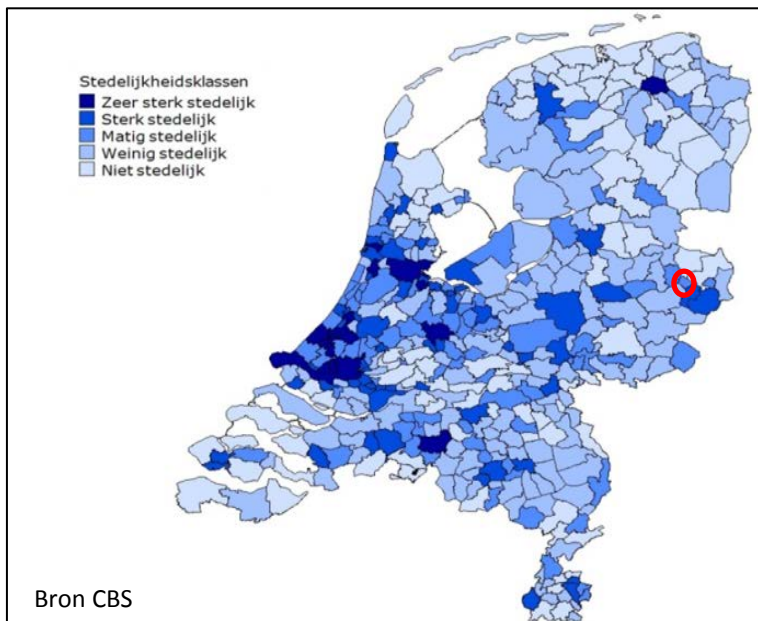 Stedelijkheidsklassen
Zeer sterk stedelijk
Sterk stedelijk
Matig stedelijk
Weinig stedelijk
Niet stedelijk
Bron CBS